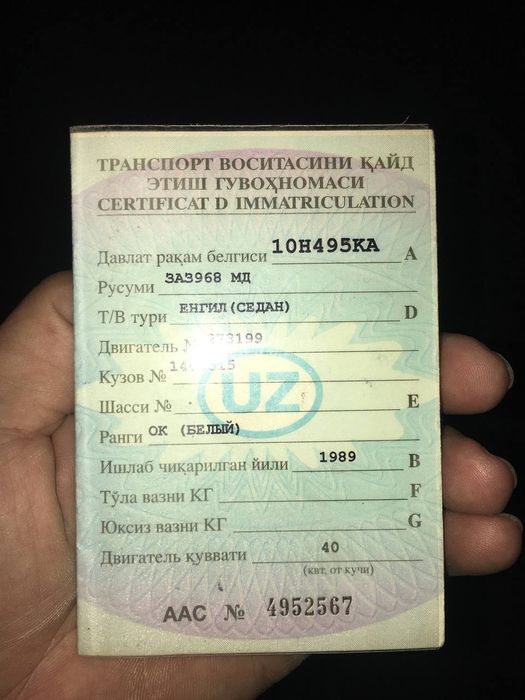 ТРАНСПОРТ ВОСИТАСИНИ ҚАЙД
ЭТИШ ГУВОҲНОМАСИ
CERTIFICAT D IMMATRICULATION
Давлат рақам белгиси 10Н495КА A
Русуми ЗАЗ968 МД
Т/В тури ЕНГИЛ(СЕДАН) D
Двигатель №
Кузов №
Шасси № E
Ранги ОК (БЕЛЫЙ)
UZ
Ишлаб чиқарилган йили 1989 B
Тўла вазни КГ F
Юксиз вазни КГ G
Двигатель қуввати 40
(квт, от кучи)
ААС № 4952567